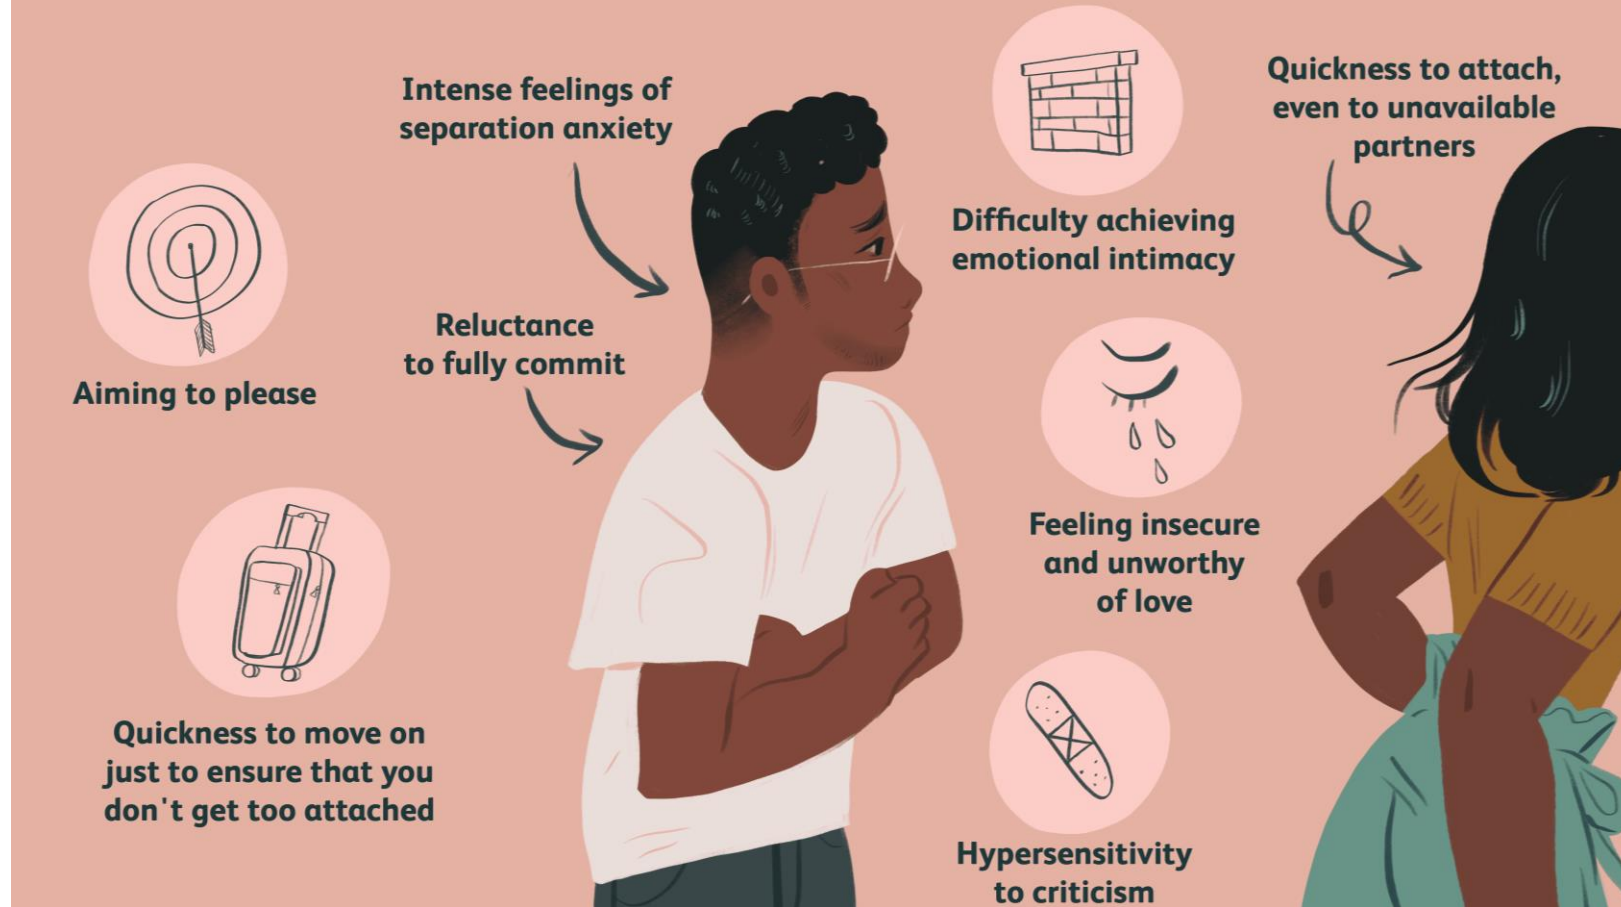 Intense feelings of
separation anxiety
Quickness to attach,
even to unavailable
partners
Difficulty achieving
emotional intimacy
Reluctance
to fully commit
Aiming to please
Feeling insecure
and unworthy
of love
Quickness to move on
just to ensure that you
don't get too attached
Hypersensitivity
to criticism